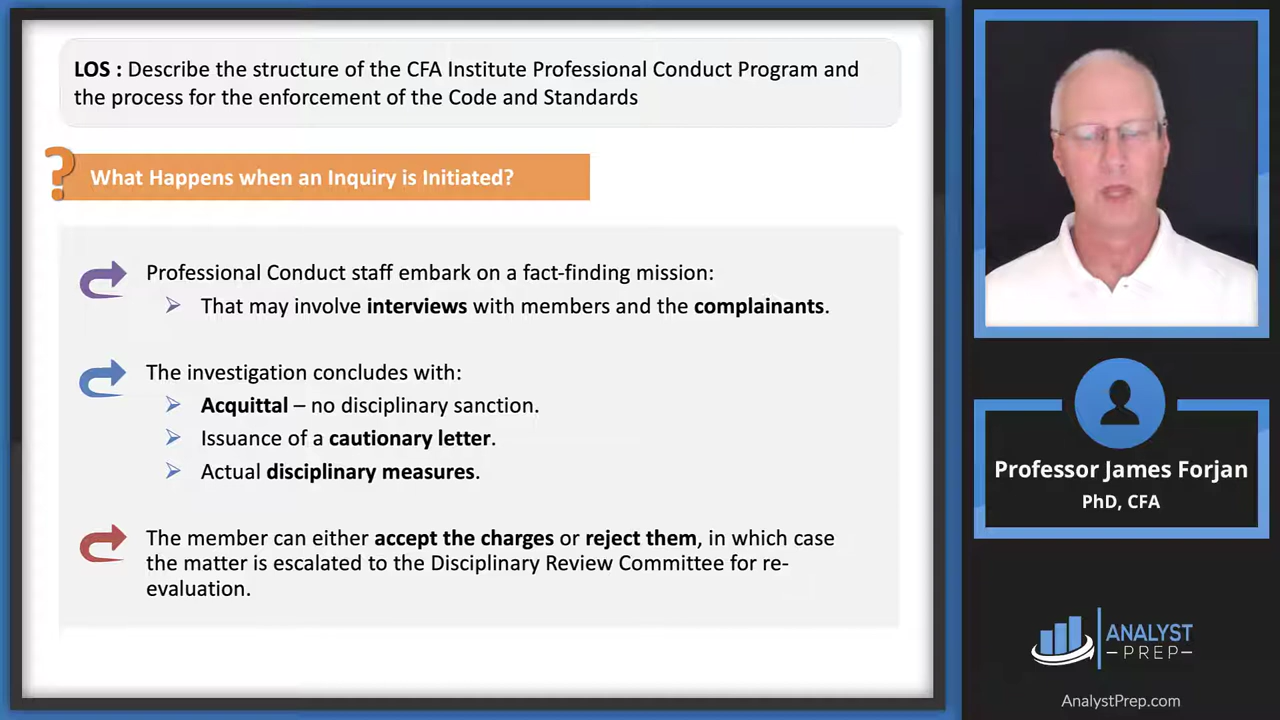 LOS : Describe the structure of the CFA Institute Professional Conduct Program and
the process for the enforcement of the Code and Standards
? What Happens when an Inquiry is Initiated?
Professional Conduct staff embark on a fact-finding mission:
That may involve interviews with members and the complainants.
The investigation concludes with:
Acquittal – no disciplinary sanction.
Issuance of a cautionary letter.
Actual disciplinary measures.
The member can either accept the charges or reject them, in which case
the matter is escalated to the Disciplinary Review Committee for re-
evaluation.
Professor James Forjan
PhD, CFA
ANALYST
PREP
AnalystPrep.com